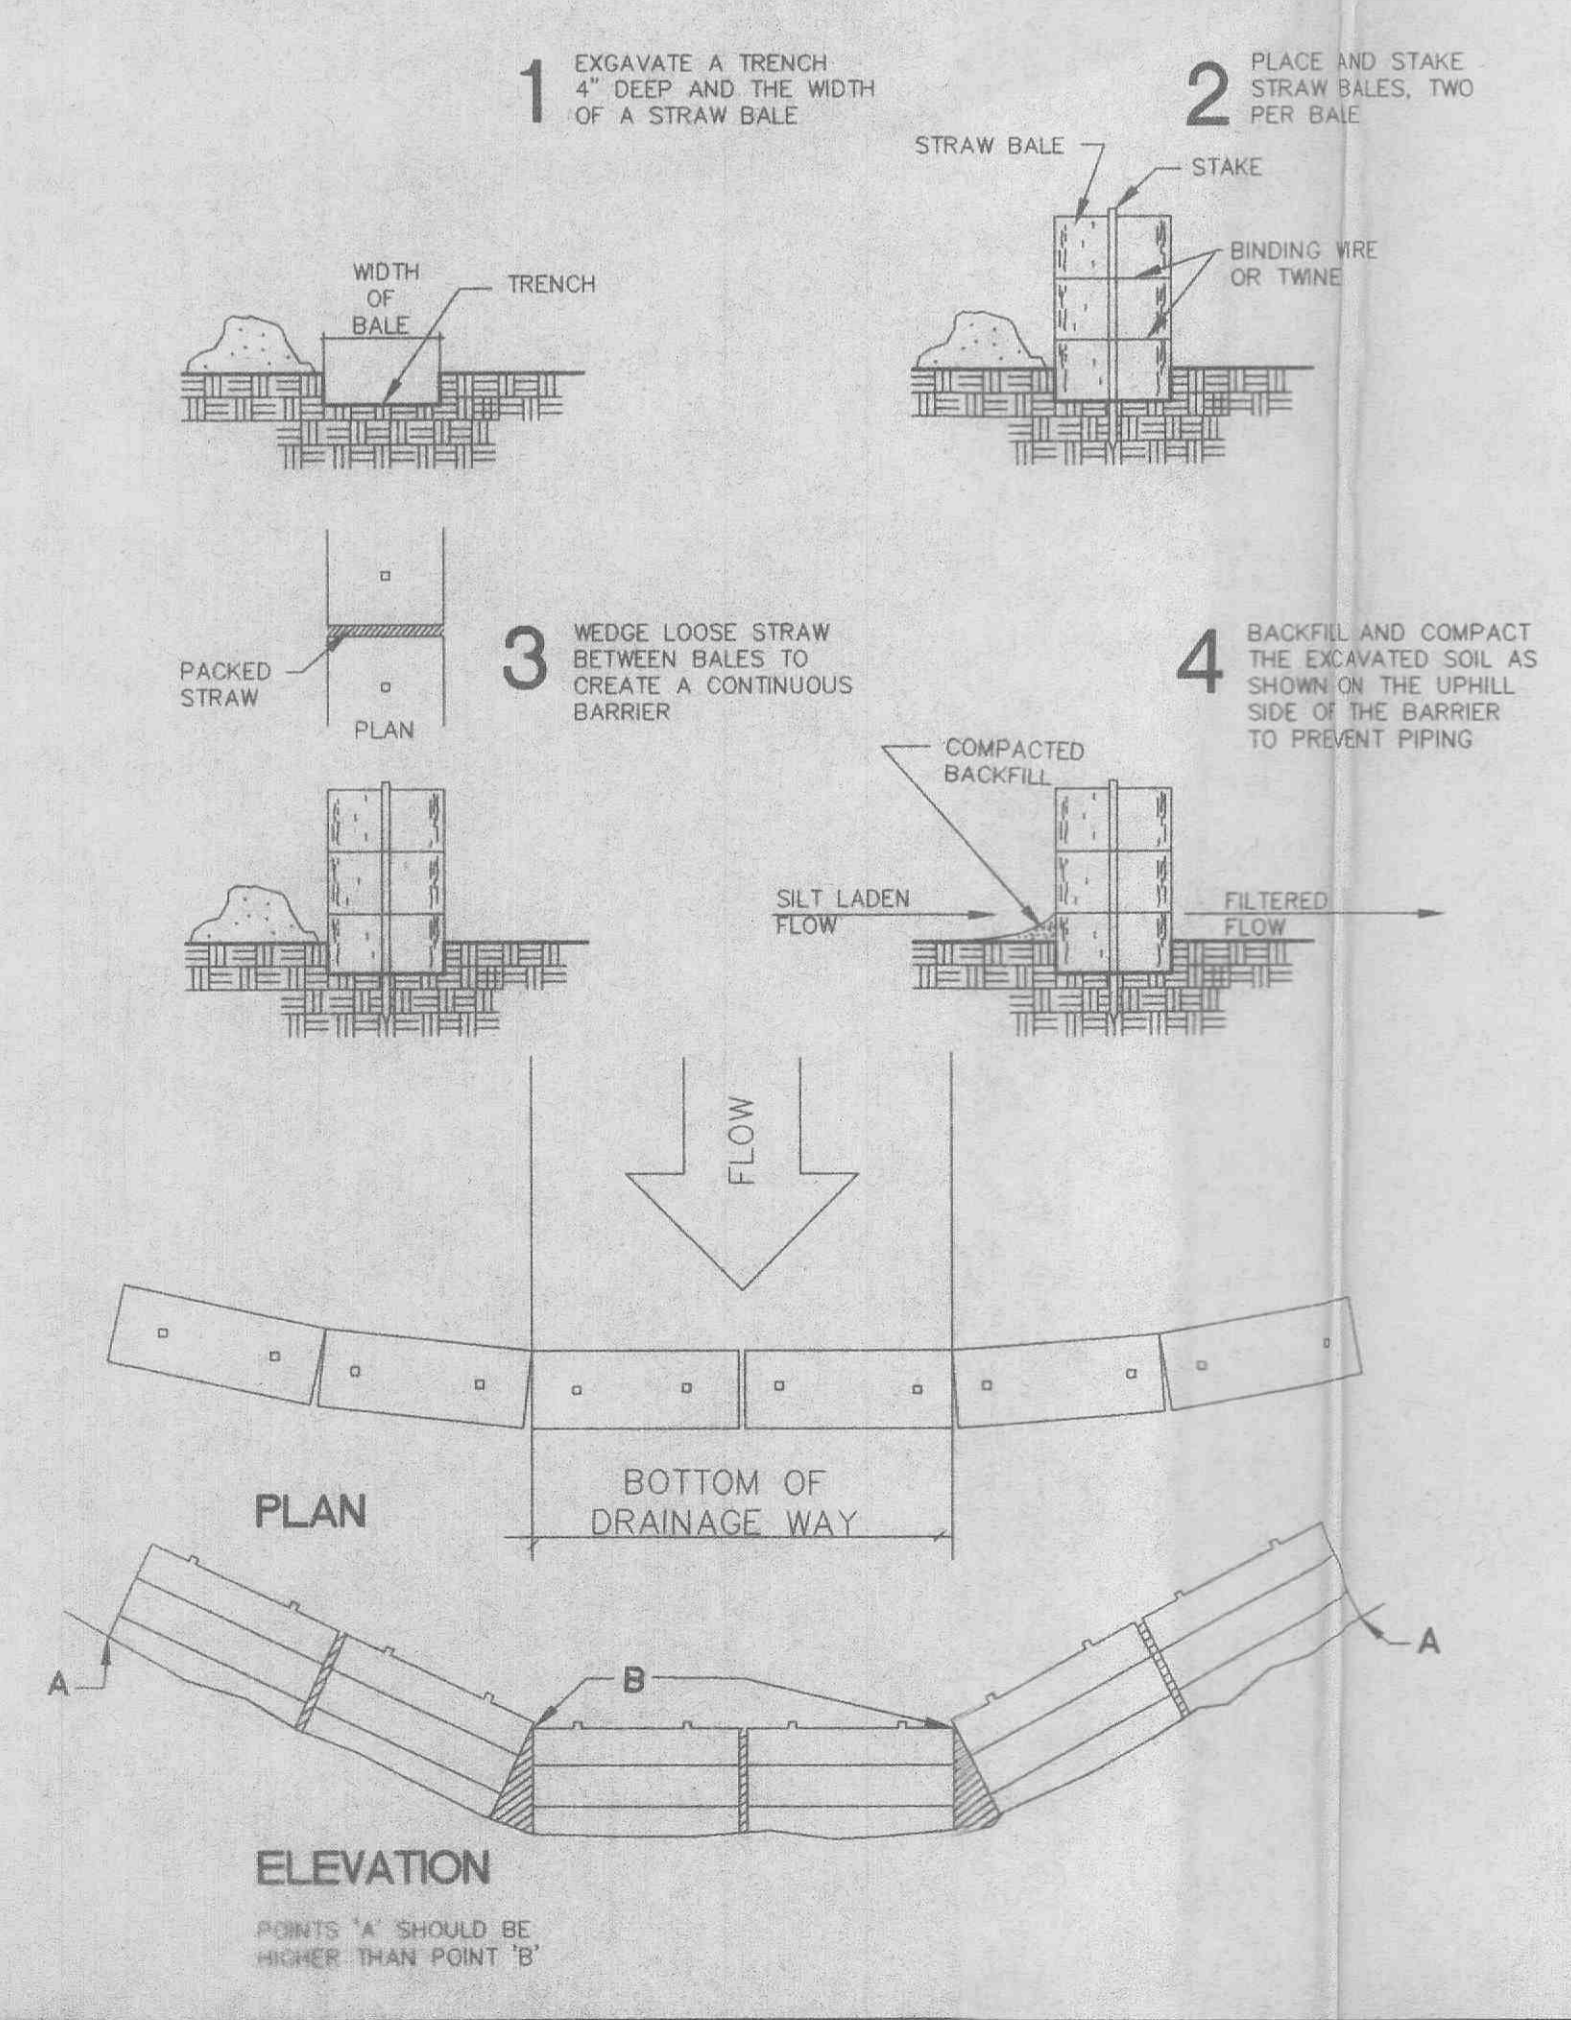 1
EXGAVATE A TRENCH
4" DEEP AND THE WIDTH
OF A STRAW BALE
2
PLACE AND STAKE
STRAW BALES, TWO
PER BALE
STRAW BALE
STAKE
BINDING WIRE
OR TWINE
WIDTH
OF
BALE
TRENCH
PACKED
STRAW
PLAN
3
WEDGE LOOSE STRAW
BETWEEN BALES TO
CREATE A CONTINUOUS
BARRIER
4
BACKFILL AND COMPACT
THE EXCAVATED SOIL AS
SHOWN ON THE UPHILL
SIDE OF THE BARRIER
TO PREVENT PIPING
COMPACTED
BACKFILL
SILT LADEN
FLOW
FILTERED
FLOW
FLOW
BOTTOM OF
DRAINAGE WAY
PLAN
A
B
A
ELEVATION
POINTS 'A' SHOULD BE
HIGHER THAN POINT 'B'